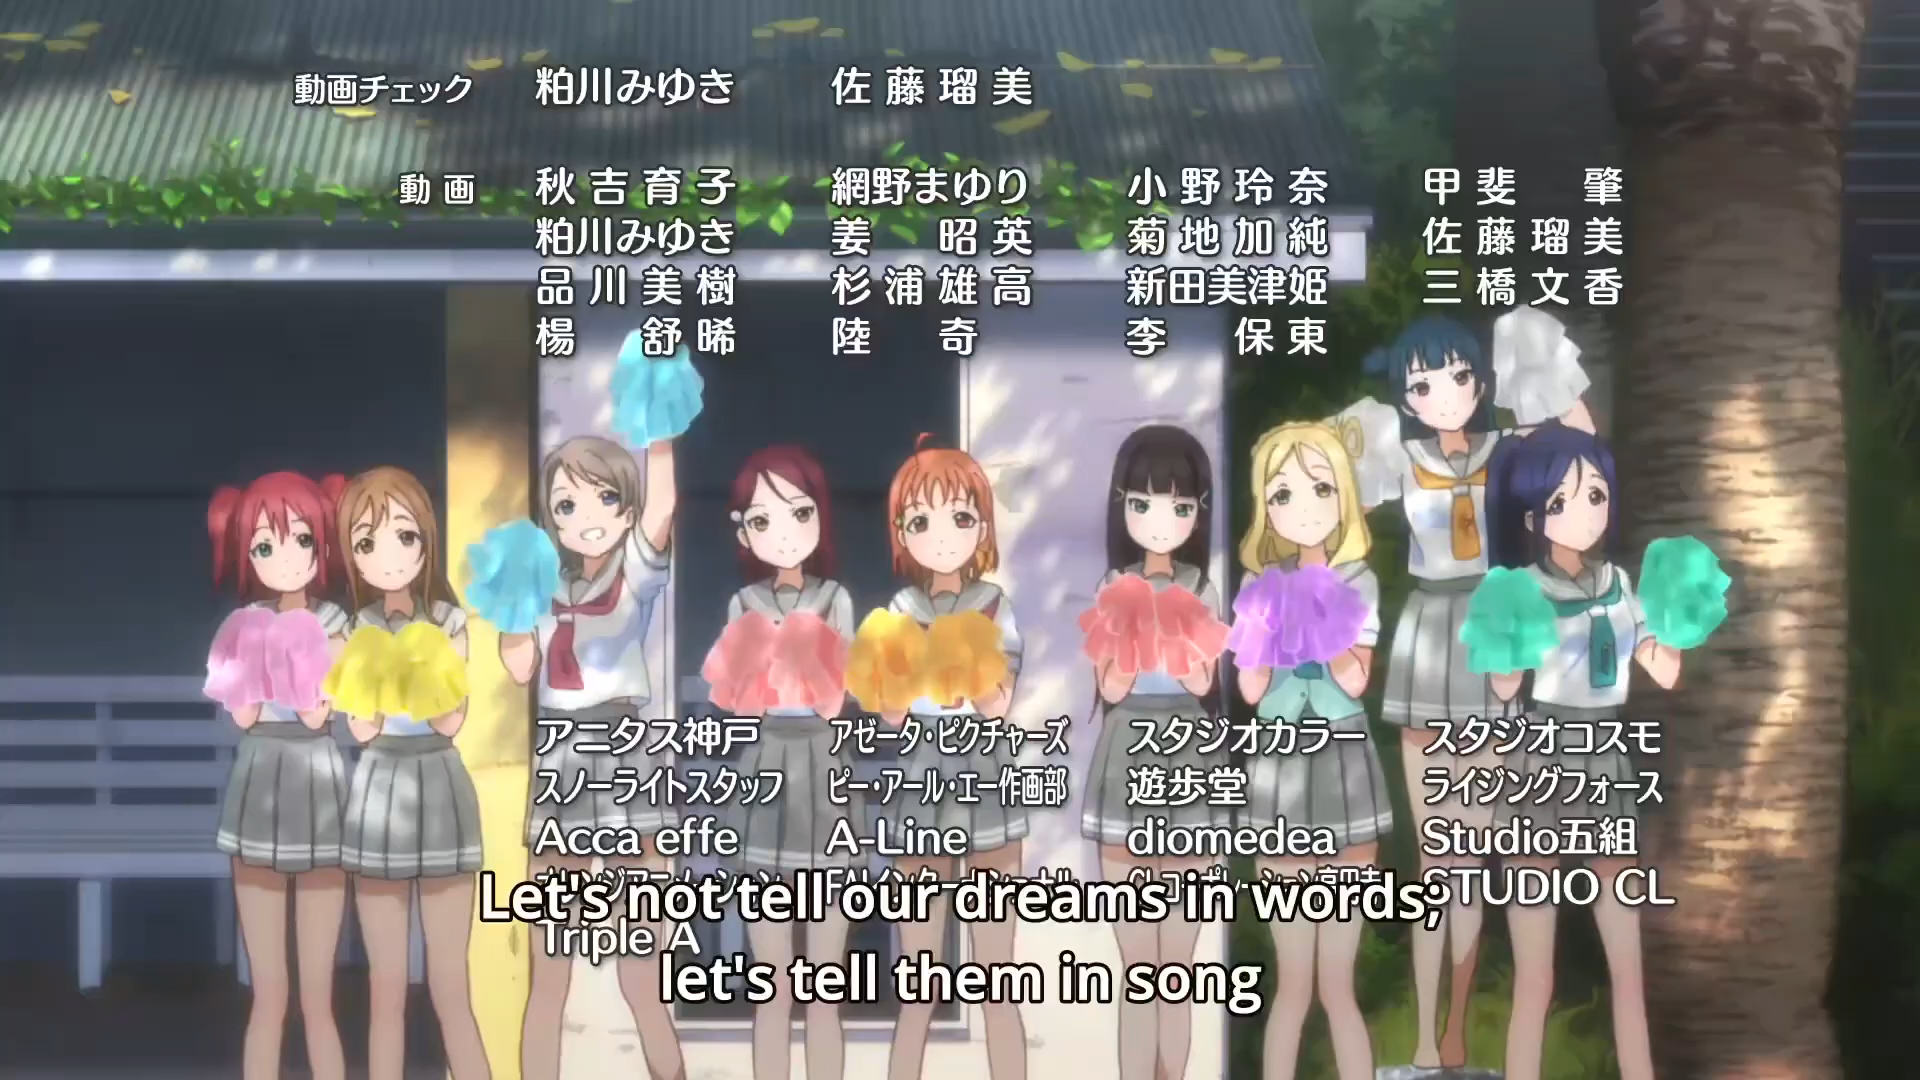 動画チェック 粕川みゆき 佐藤瑠美
動画 秋吉育子 網野まゆり 小野玲奈 甲斐肇
粕川みゆき 姜昭英 菊地加純 佐藤瑠美
品川美樹 杉浦雄高 新田美津姫 三橋文香
楊舒晞 陸奇 李保東
アニタス神戸 アゼータ・ピクチャーズ スタジオカラー スタジオコスモ
スノーライトスタッフ ピー・アール・エー作画部 遊歩堂 ライジングフォース
Acca effe A-Line diomedea Studio五組
STUDIO CL
Triple A
Let's not tell our dreams in words;
let's tell them in song